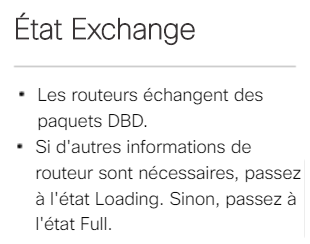 État Exchange
• Les routeurs échangent des
paquets DBD.
• Si d'autres informations de
routeur sont nécessaires, passez
à l'état Loading. Sinon, passez à
l'état Full.